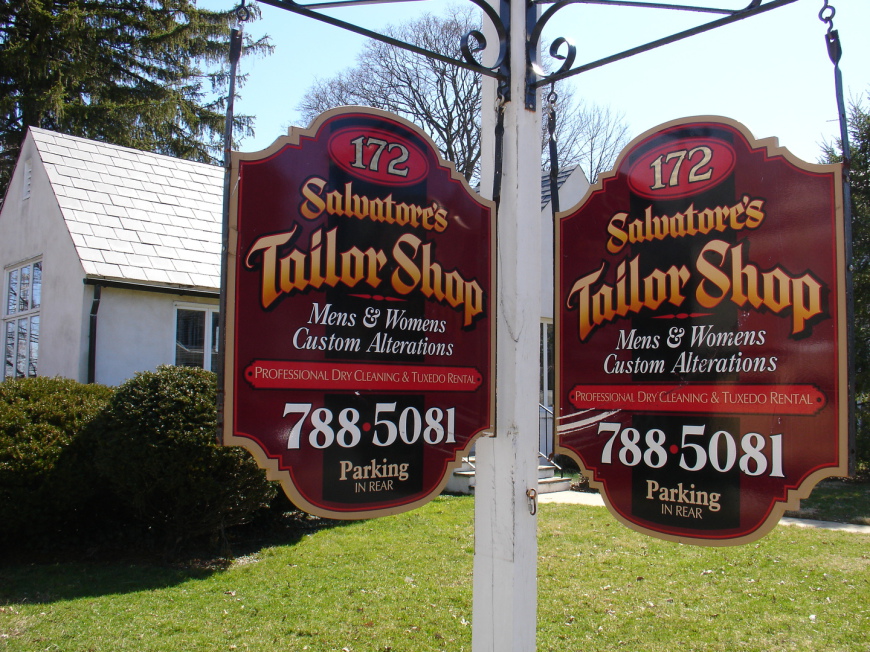 172
Salvatore's
Tailor Shop
Mens & Womens
Custom Alterations
Professional Dry Cleaning & Tuxedo Rental
788•5081
Parking
IN REAR
172
Salvatore's
Tailor Shop
Mens & Womens
Custom Alterations
Professional Dry Cleaning & Tuxedo Rental
788•5081
Parking
IN REAR